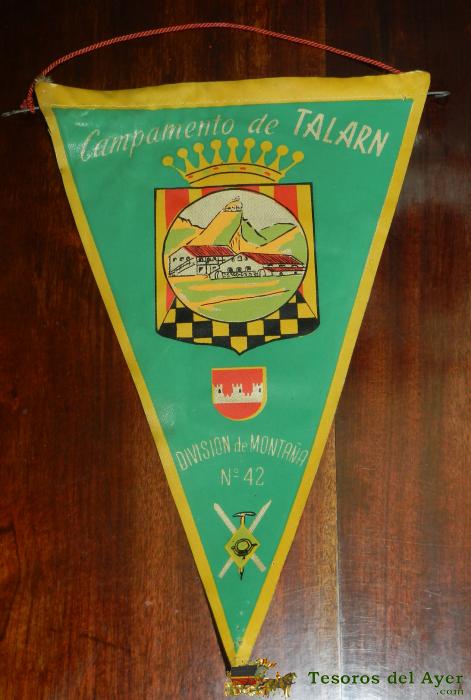 Campamento de TALARN
DIVISION de MONTAÑA
Nº 42
Tesoros del Ayer
.com